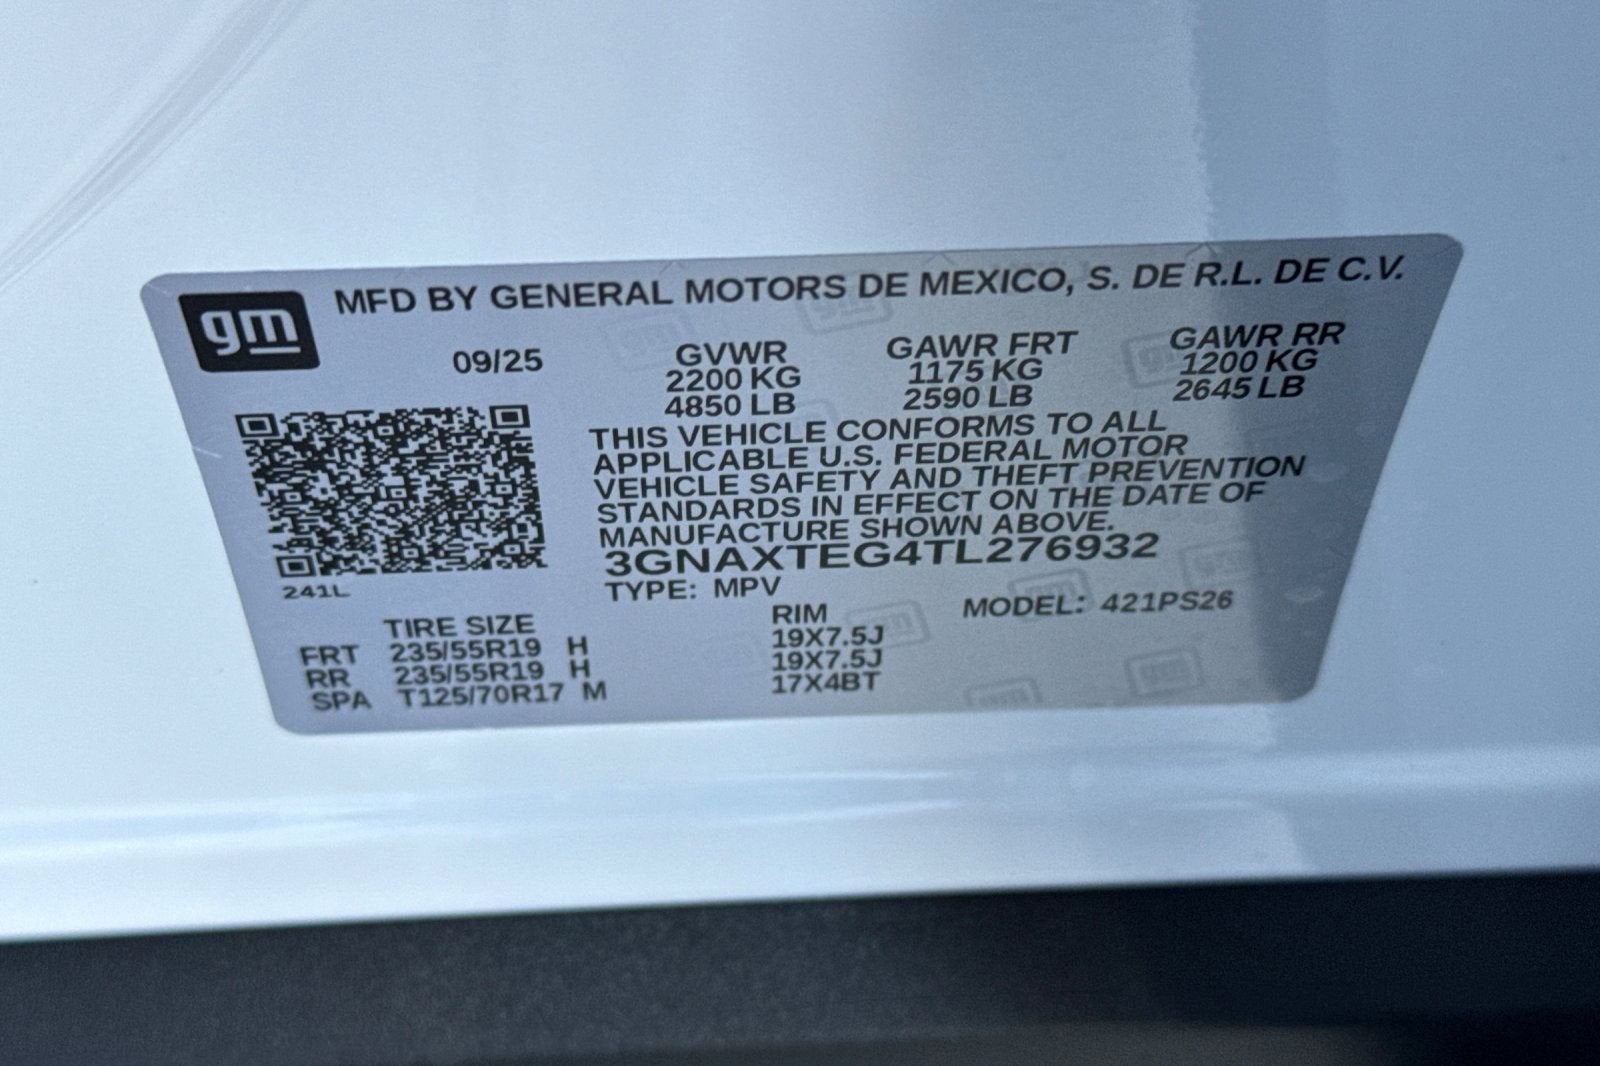 gm
MFD BY GENERAL MOTORS DE MEXICO, S. DE R.L. DE C.V.
09/25
GVWR GAWR FRT GAWR RR
2200 KG 1175 KG 1200 KG
4850 LB 2590 LB 2645 LB
THIS VEHICLE CONFORMS TO ALL
APPLICABLE U.S. FEDERAL MOTOR
VEHICLE SAFETY AND THEFT PREVENTION
STANDARDS IN EFFECT ON THE DATE OF
MANUFACTURE SHOWN ABOVE.
3GNAXTEG4TL276932
241L
TYPE: MPV
MODEL: 421PS26
TIRE SIZE RIM
FRT 235/55R19 H 19X7.5J
RR 235/55R19 H 19X7.5J
SPA T125/70R17 M 17X4BT